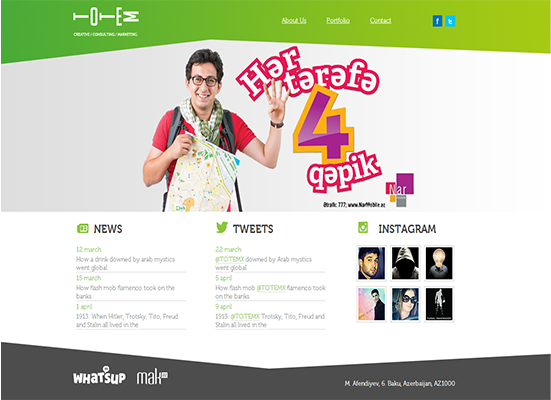 TOTEM
CREATIVE / CONSULTING / MARKETING
About Us Portfolio Contact
Hər
tərəfə
4
qəpik
Nar
Ətraflı: 777; www.NarMobile.az
NEWS
12 march
How a drink downed by arab mystics
went global
15 march
How flash mob flamenco took on
the banks
1 april
1913: When Hitler, Trotsky, Tito, Freud
and Stalin all lived in the
TWEETS
22 march
@TOTEMX downed by Arab mystics
went global
5 april
How flash mob @TOTEMX took on
the banks
9 april
1913: @TOTEMX Trotsky, Tito, Freud
and Stalin all lived in the
INSTAGRAM
WHATSUP
mak
M. Afendiyev, 6. Baku, Azerbaijan, AZ1000